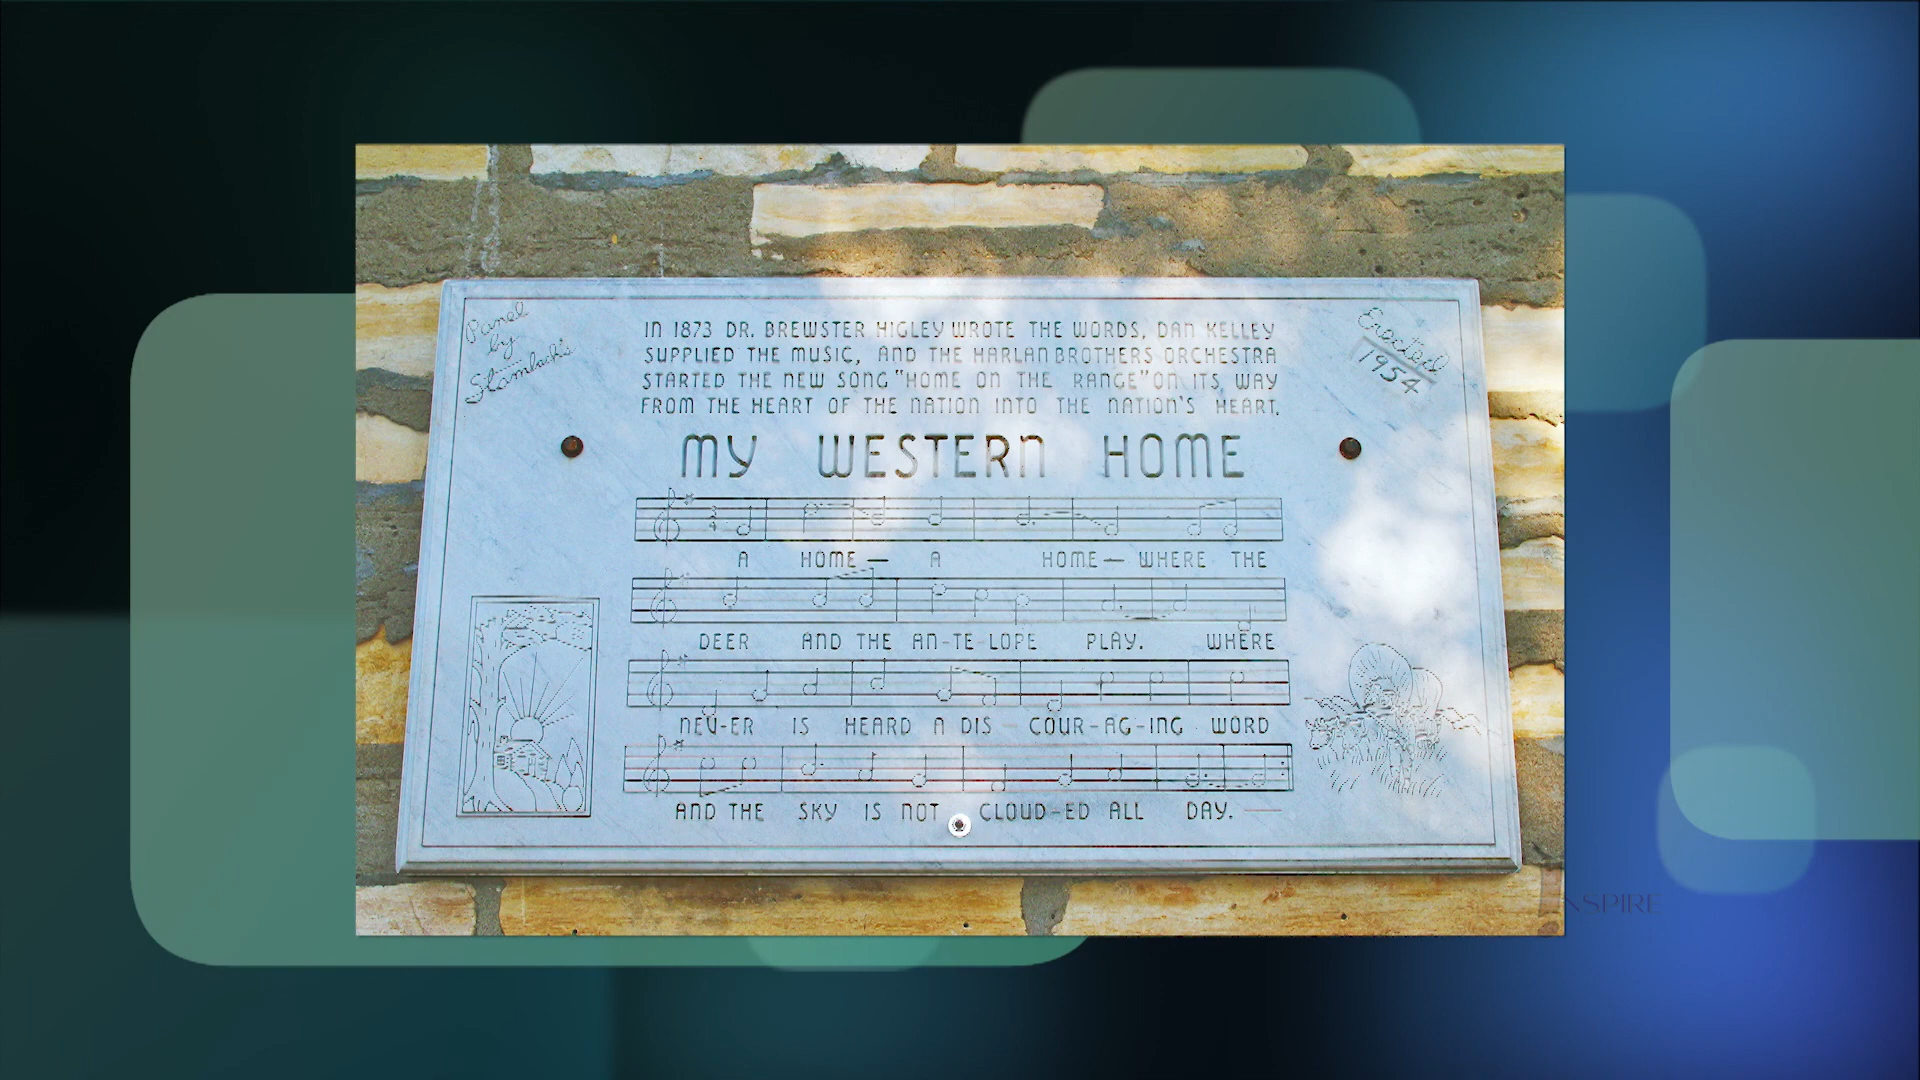 Panel
by
Stambach's
IN 1873 DR. BREWSTER HIGLEY WROTE THE WORDS, DAN KELLEY
SUPPLIED THE MUSIC, AND THE HARLAN BROTHERS ORCHESTRA
STARTED THE NEW SONG "HOME ON THE RANGE" ON ITS WAY
FROM THE HEART OF THE NATION INTO THE NATION'S HEART.
Erected
1954
MY WESTERN HOME
3
4
A HOME — A HOME — WHERE THE
DEER AND THE AN-TE-LOPE PLAY. WHERE
NEV-ER IS HEARD A DIS - COUR-AG-ING WORD
AND THE SKY IS NOT CLOUD-ED ALL DAY. —
NSPIRE